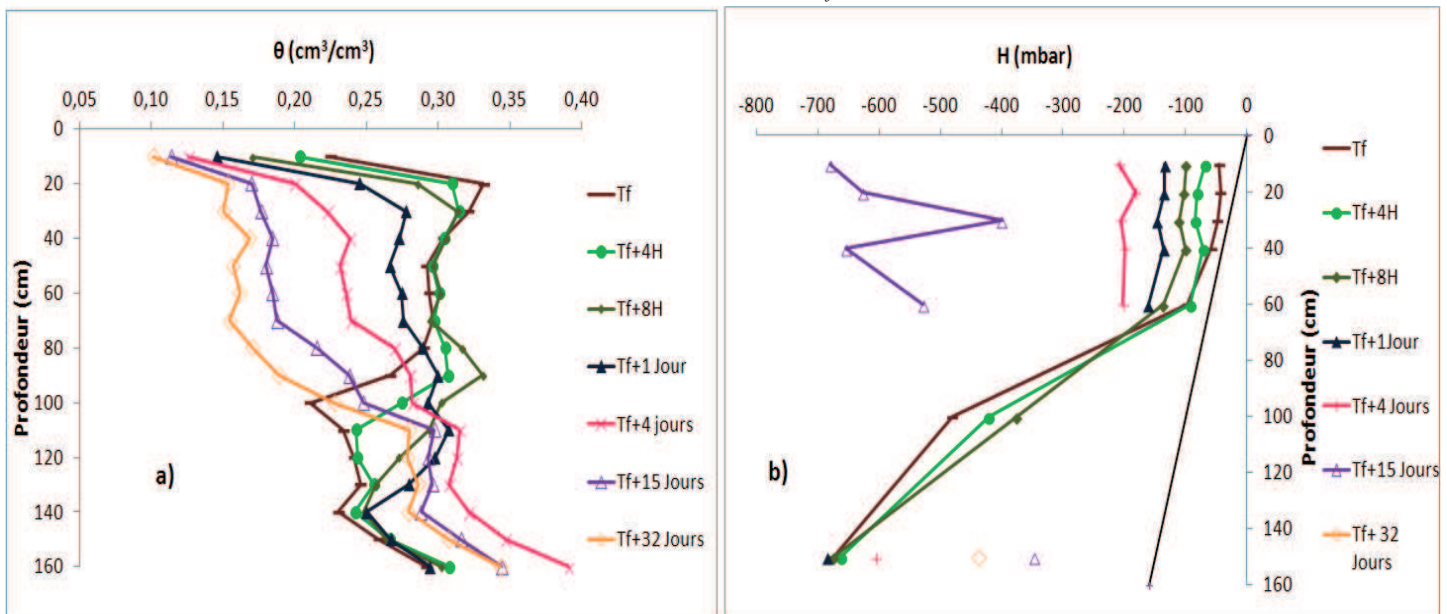 θ (cm³/cm³)
0,05 0,10 0,15 0,20 0,25 0,30 0,35 0,40
0
20
40
60
80
100
120
140
160
Profondeur (cm)
a)
Tf
Tf+4H
Tf+8H
Tf+1 Jour
Tf+4 jours
Tf+15 Jours
Tf+32 Jours
H (mbar)
-800 -700 -600 -500 -400 -300 -200 -100 0
0
20
40
60
80
100
120
140
160
Profondeur (cm)
b)
Tf
Tf+4H
Tf+8H
Tf+1Jour
Tf+4 Jours
Tf+15 Jours
Tf+ 32
Jours